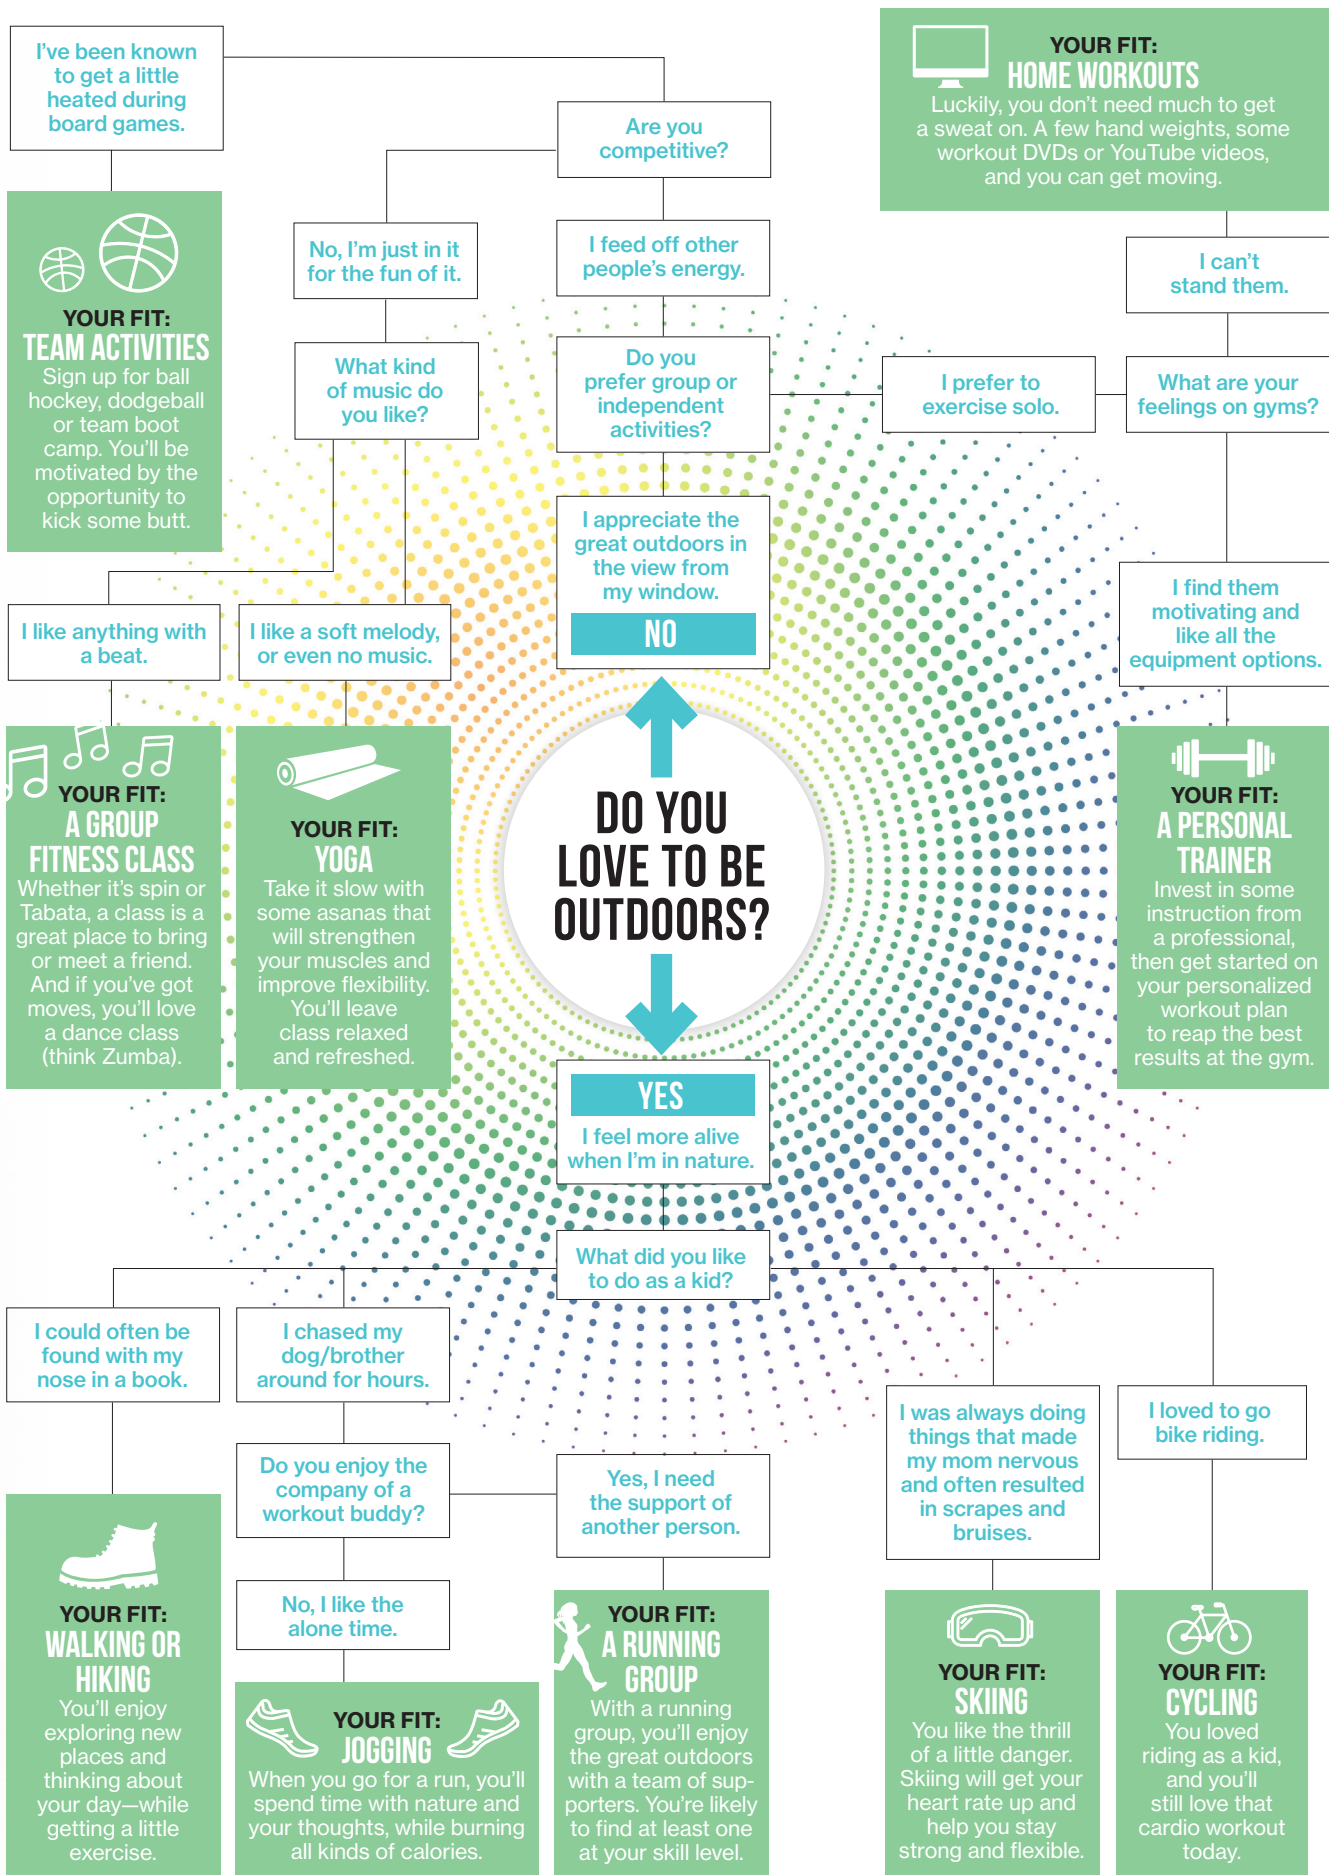 I've been known
to get a little
heated during
board games.
Are you
competitive?
YOUR FIT:
HOME WORKOUTS
Luckily, you don't need much to get
a sweat on. A few hand weights, some
workout DVDs or YouTube videos,
and you can get moving.
No, I'm just in it
for the fun of it.
I feed off other
people's energy.
I can't
stand them.
YOUR FIT:
TEAM ACTIVITIES
Sign up for ball
hockey, dodgeball
or team boot
camp. You'll be
motivated by the
opportunity to
kick some butt.
What kind
of music do
you like?
Do you
prefer group or
independent
activities?
I prefer to
exercise solo.
What are your
feelings on gyms?
I appreciate the
great outdoors in
the view from
my window.
NO
I find them
motivating and
like all the
equipment options.
I like anything with
a beat.
I like a soft melody,
or even no music.
YOUR FIT:
A GROUP
FITNESS CLASS
Whether it's spin or
Tabata, a class is a
great place to bring
or meet a friend.
And if you've got
moves, you'll love
a dance class
(think Zumba).
YOUR FIT:
YOGA
Take it slow with
some asanas that
will strengthen
your muscles and
improve flexibility.
You'll leave
class relaxed
and refreshed.
DO YOU
LOVE TO BE
OUTDOORS?
YOUR FIT:
A PERSONAL
TRAINER
Invest in some
instruction from
a professional,
then get started on
your personalized
workout plan
to reap the best
results at the gym.
YES
I feel more alive
when I'm in nature.
What did you like
to do as a kid?
I could often be
found with my
nose in a book.
I chased my
dog/brother
around for hours.
I was always doing
things that made
my mom nervous
and often resulted
in scrapes and
bruises.
I loved to go
bike riding.
Do you enjoy the
company of a
workout buddy?
Yes, I need
the support of
another person.
No, I like the
alone time.
YOUR FIT:
WALKING OR
HIKING
You'll enjoy
exploring new
places and
thinking about
your day—while
getting a little
exercise.
YOUR FIT:
JOGGING
When you go for a run, you'll
spend time with nature and
your thoughts, while burning
all kinds of calories.
YOUR FIT:
A RUNNING
GROUP
With a running
group, you'll enjoy
the great outdoors
with a team of sup-
porters. You're likely
to find at least one
at your skill level.
YOUR FIT:
SKIING
You like the thrill
of a little danger.
Skiing will get your
heart rate up and
help you stay
strong and flexible.
YOUR FIT:
CYCLING
You loved
riding as a kid,
and you'll
still love that
cardio workout
today.